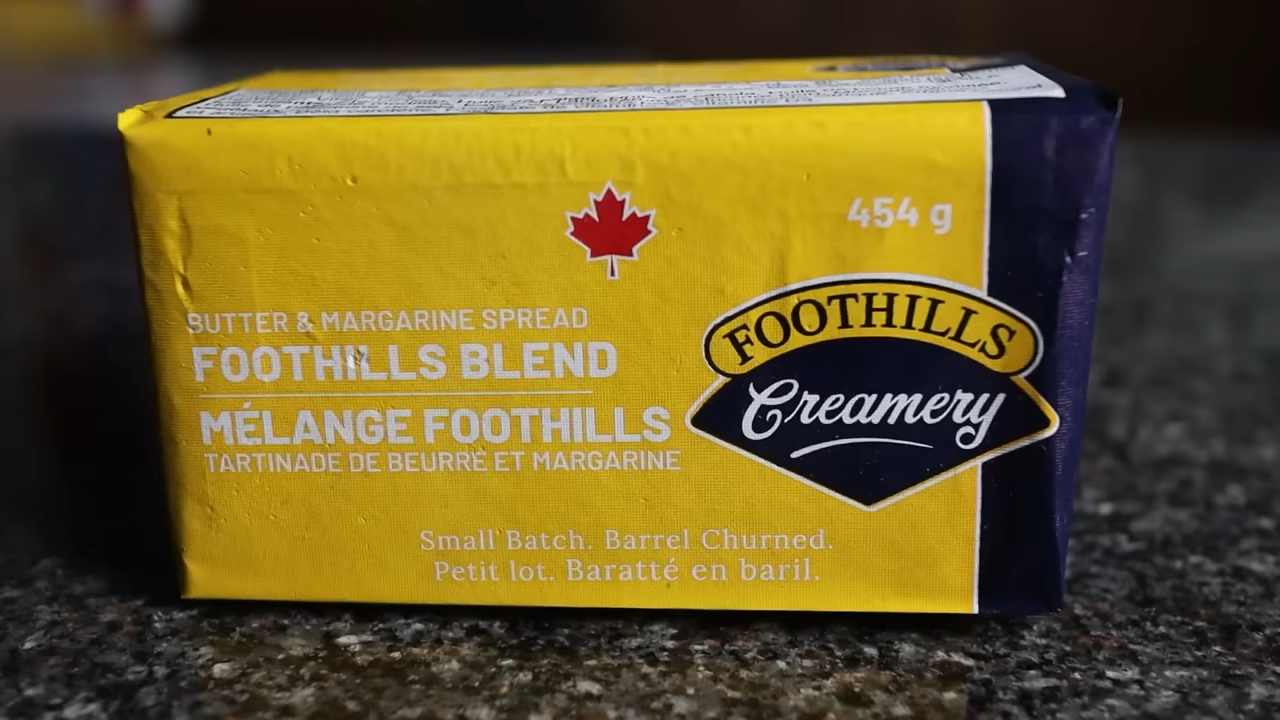 454 g
BUTTER & MARGARINE SPREAD
FOOTHILLS BLEND
MÉLANGE FOOTHILLS
TARTINADE DE BEURRE ET MARGARINE
FOOTHILLS
Creamery
Small Batch. Barrel Churned.
Petit lot. Baratté en baril.